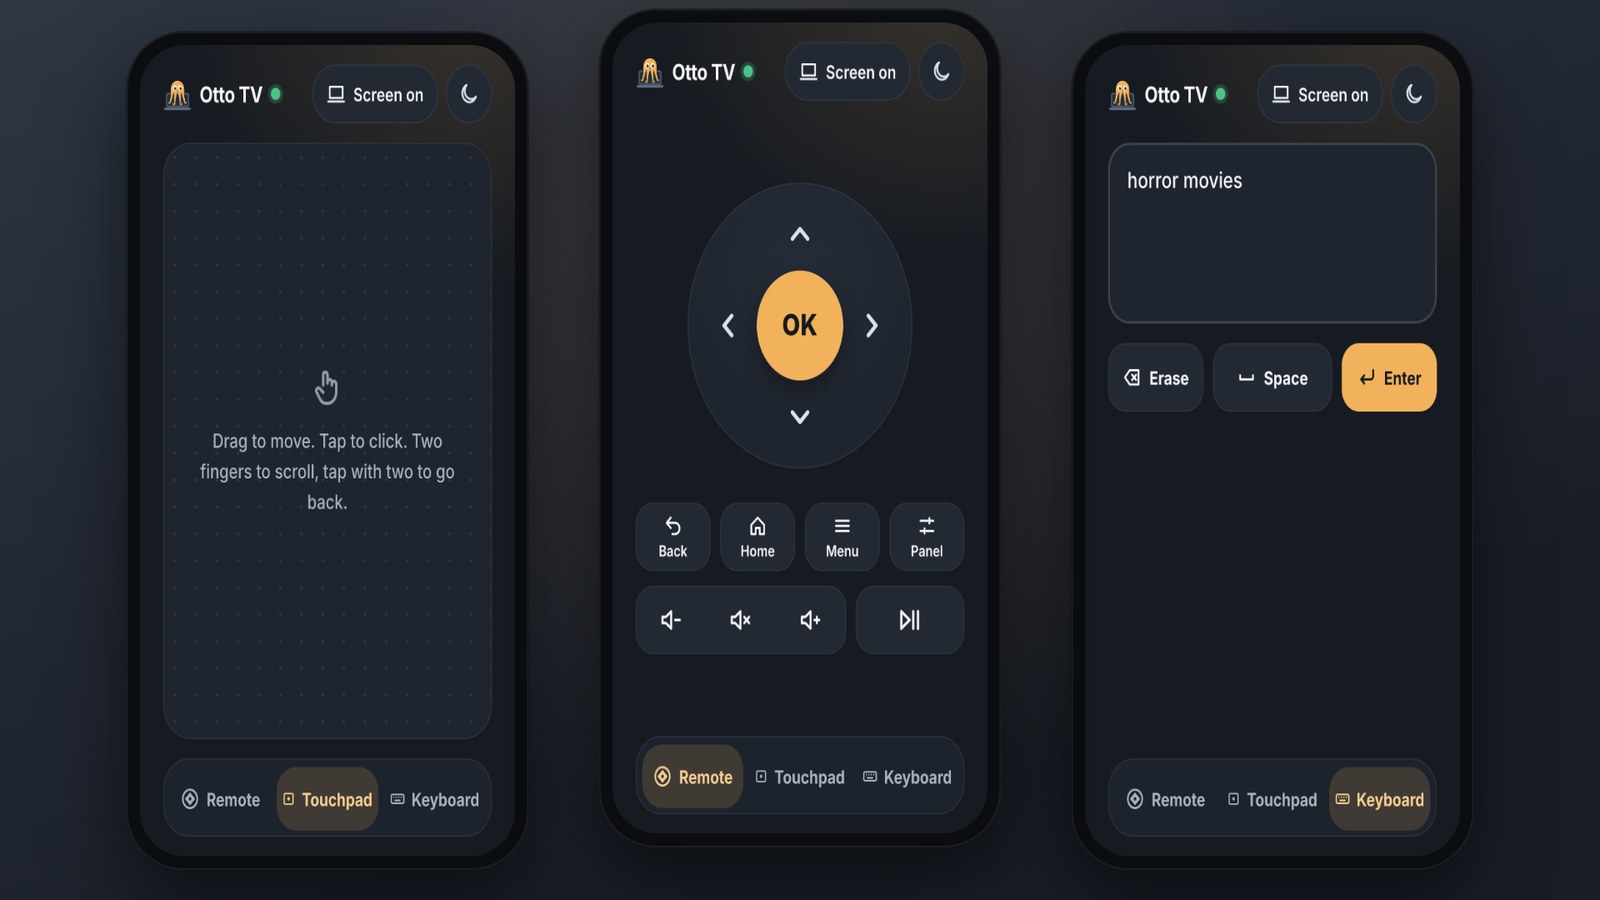 Otto TV
Screen on
Drag to move. Tap to click. Two
fingers to scroll, tap with two to go
back.
Remote
Touchpad
Keyboard
Otto TV
Screen on
OK
Back
Home
Menu
Panel
Remote
Touchpad
Keyboard
Otto TV
Screen on
horror movies
Erase
Space
Enter
Remote
Touchpad
Keyboard